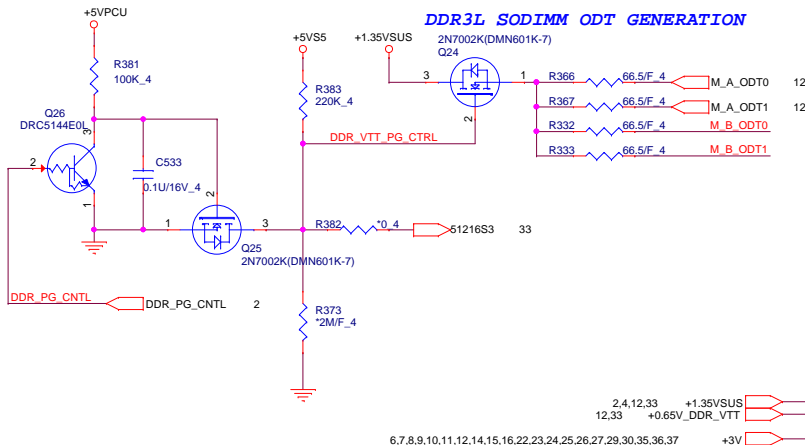 DDR3L SODIMM ODT GENERATION
+5VPCU
R381
100K_4
Q26
DRC5144E0L
3
2
1
C533
0.1U/16V_4
2
1
3
Q25
2N7002K(DMN601K-7)
DDR_PG_CNTL
DDR_PG_CNTL 2
+5VS5
R383
220K_4
DDR_VTT_PG_CTRL
R382
*0_4
51216S3 33
R373
*2M/F_4
+1.35VSUS
2N7002K(DMN601K-7)
Q24
3
1
2
R366 66.5/F_4 M_A_ODT0 12
R367 66.5/F_4 M_A_ODT1 12
R332 66.5/F_4 M_B_ODT0
R333 66.5/F_4 M_B_ODT1
2,4,12,33 +1.35VSUS
12,33 +0.65V_DDR_VTT
6,7,8,9,10,11,12,14,15,16,22,23,24,25,26,27,29,30,35,36,37 +3V